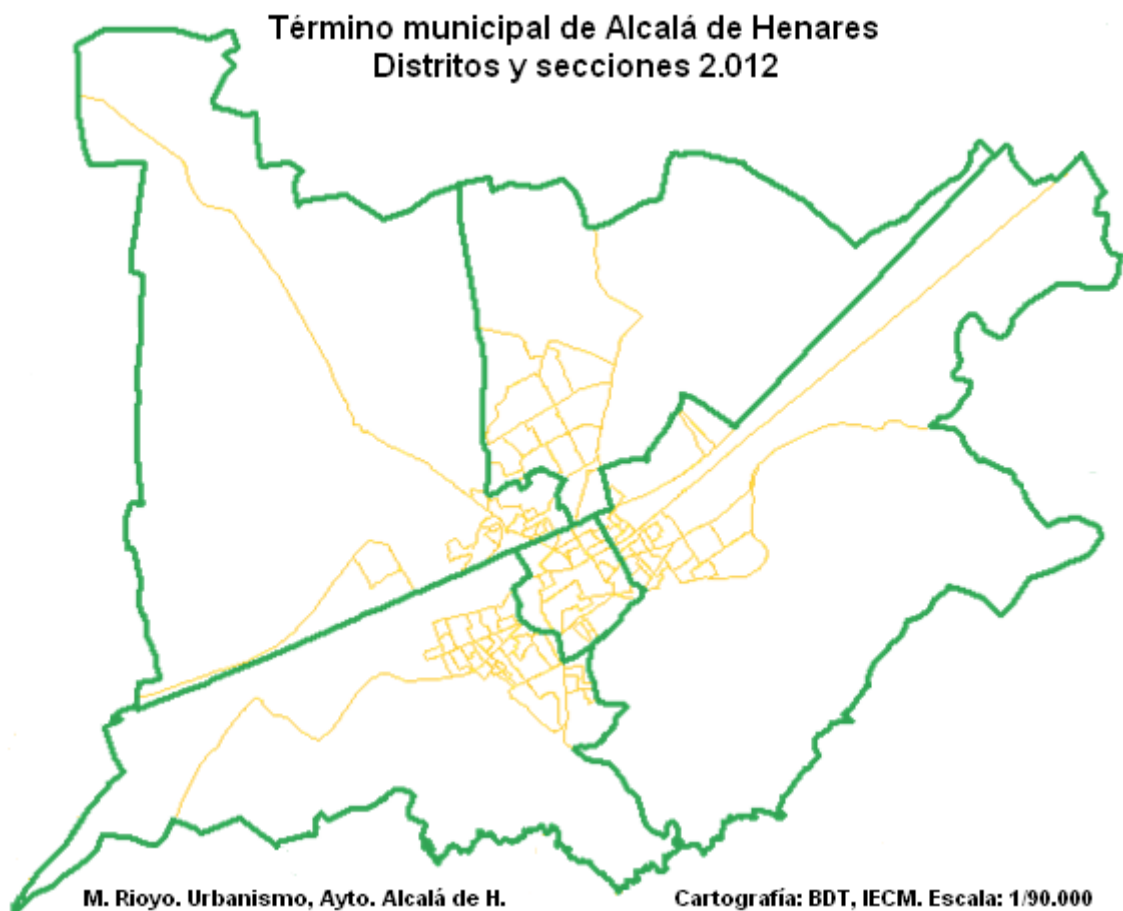 Término municipal de Alcalá de Henares
Distritos y secciones 2.012
M. Rioyo. Urbanismo, Ayto. Alcalá de H.
Cartografía: BDT, IECM. Escala: 1/90.000